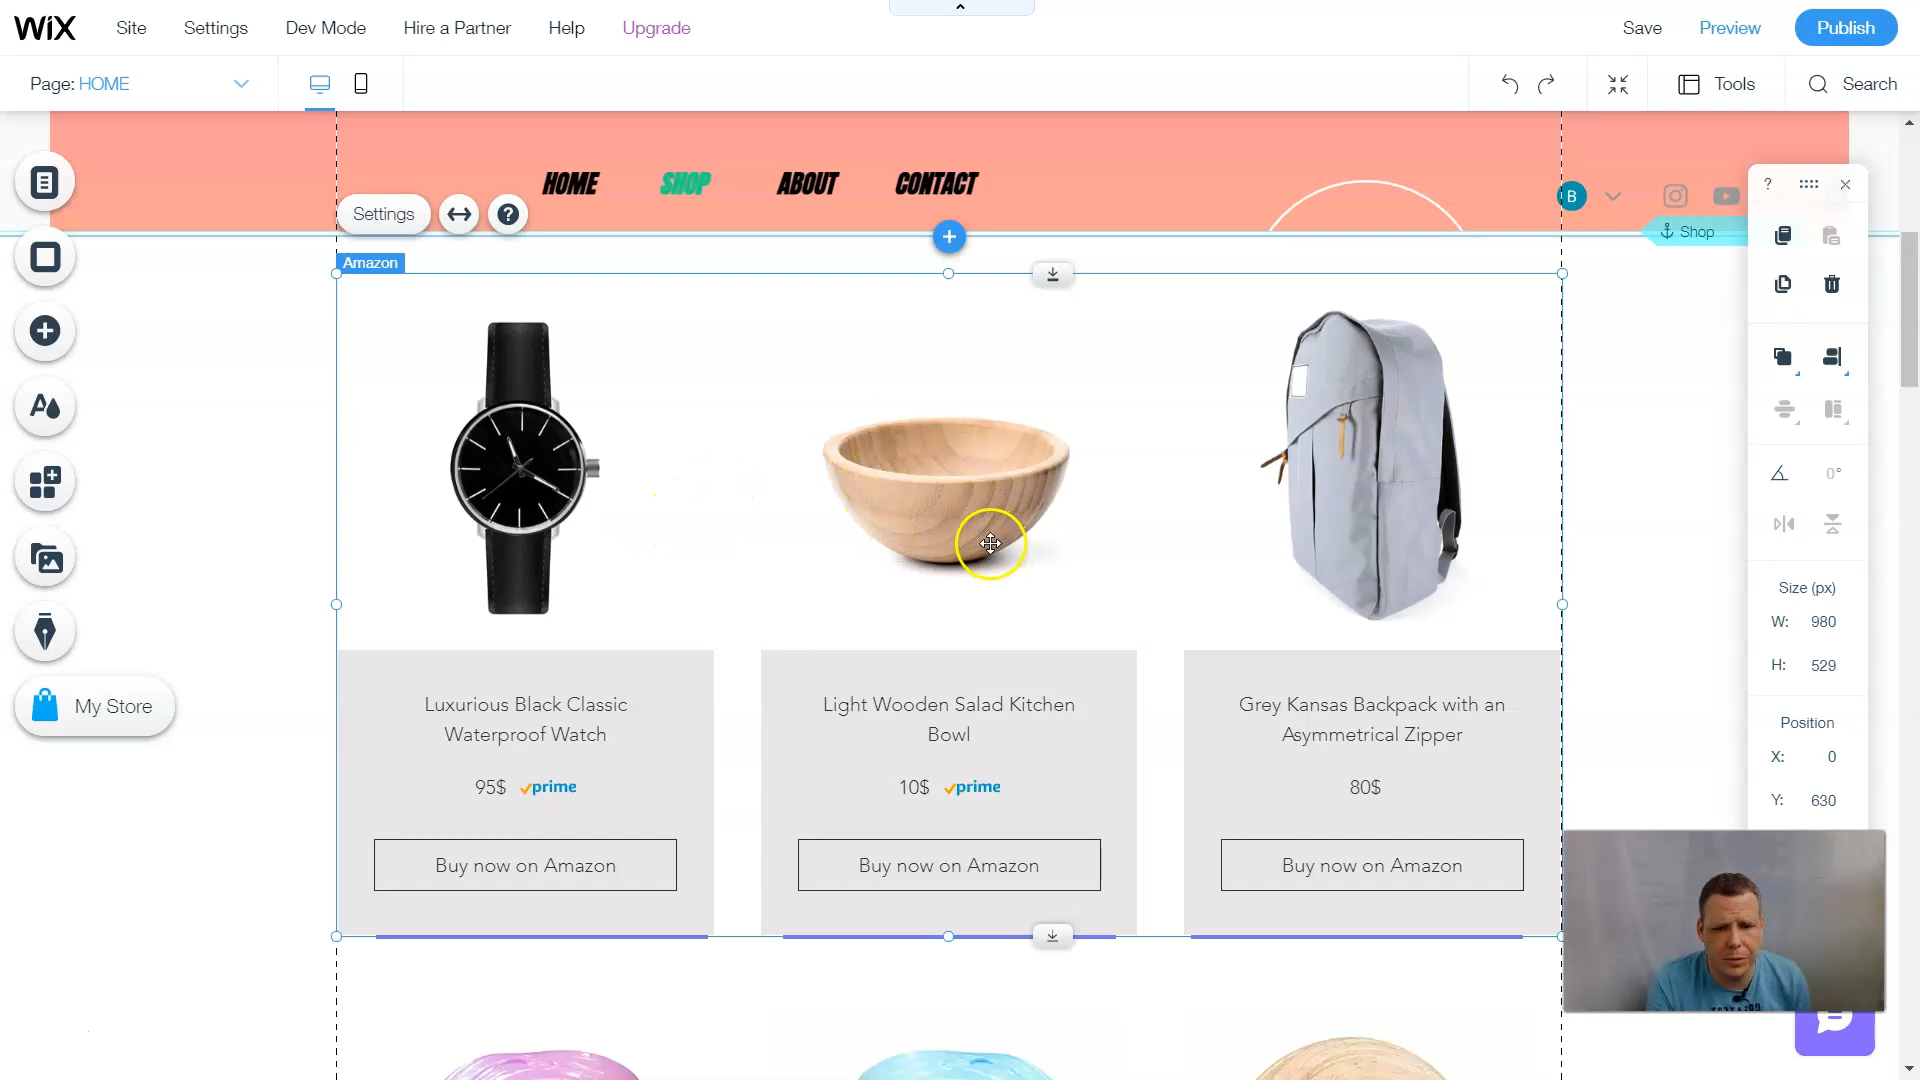 WIX Site Settings Dev Mode Hire a Partner Help Upgrade Save Preview Publish
Page: HOME Tools Search
HOME SHOP ABOUT CONTACT
B
?
Settings ?
Shop
Amazon
0°
Size (px)
W: 980
H: 529
Luxurious Black Classic
Waterproof Watch
Light Wooden Salad Kitchen
Bowl
Grey Kansas Backpack with an
Asymmetrical Zipper
My Store
Position
X: 0
Y: 630
95$ prime
10$ prime
80$
Buy now on Amazon
Buy now on Amazon
Buy now on Amazon